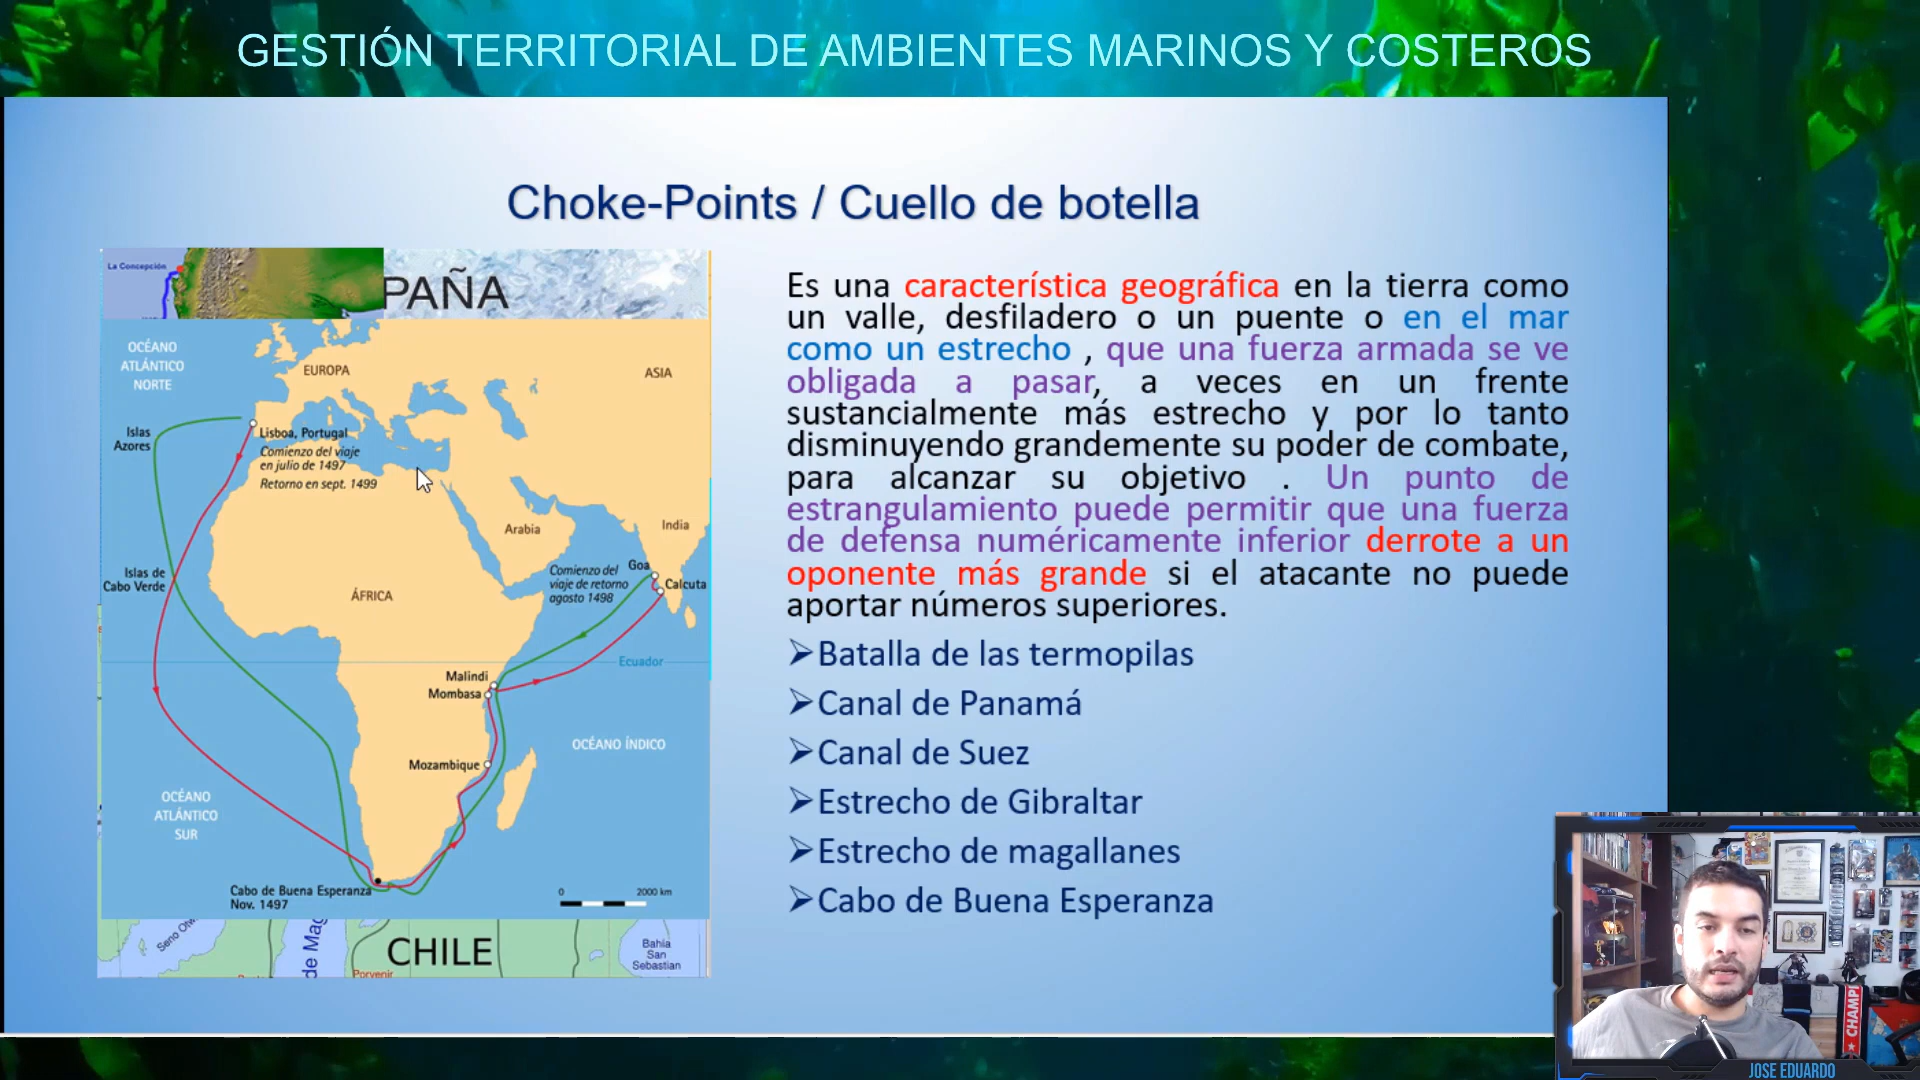 GESTIÓN TERRITORIAL DE AMBIENTES MARINOS Y COSTEROS
Choke-Points / Cuello de botella
La Concepción
PAÑA
OCÉANO
ATLÁNTICO
NORTE
EUROPA
ASIA
Islas
Azores
Lisboa, Portugal
Comienzo del viaje
en julio de 1497
Retorno en sept. 1499
Arabia
India
Islas de
Cabo Verde
ÁFRICA
Comienzo del
viaje de retorno
agosto 1498
Goa
Calcuta
Ecuador
Malindi
Mombasa
OCÉANO ÍNDICO
Mozambique
OCÉANO
ATLÁNTICO
SUR
Cabo de Buena Esperanza
Nov. 1497
0 2000 km
Seno
de Mag
CHILE
Porvenir
Bahia
San
Sebastian
Es una característica geográfica en la tierra como
un valle, desfiladero o un puente o en el mar
como un estrecho , que una fuerza armada se ve
obligada a pasar, a veces en un frente
sustancialmente más estrecho y por lo tanto
disminuyendo grandemente su poder de combate,
para alcanzar su objetivo . Un punto de
estrangulamiento puede permitir que una fuerza
de defensa numéricamente inferior derrote a un
oponente más grande si el atacante no puede
aportar números superiores.
➢Batalla de las termopilas
➢Canal de Panamá
➢Canal de Suez
➢Estrecho de Gibraltar
➢Estrecho de magallanes
➢Cabo de Buena Esperanza
CHAMPI
JOSE EDUARDO